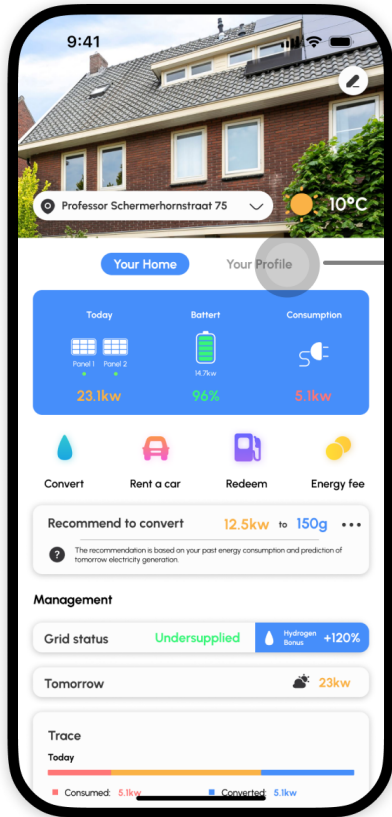 9:41
Professor Schermerhornstraat 75
10°C
Your Home
Your Profile
Today
Battert
Consumption
Panel 1
Panel 2
14.7kw
23.1kw
96%
5.1kw
Convert
Rent a car
Redeem
Energy fee
Recommend to convert
12.5kw to 150g
?
The recommendation is based on your past energy consumption and prediction of
tomorrow electricity generation.
Management
Grid status
Undersupplied
Hydrogen
Bonus
+120%
Tomorrow
23kw
Trace
Today
Consumed: 5.1kw
Converted: 5.1kw